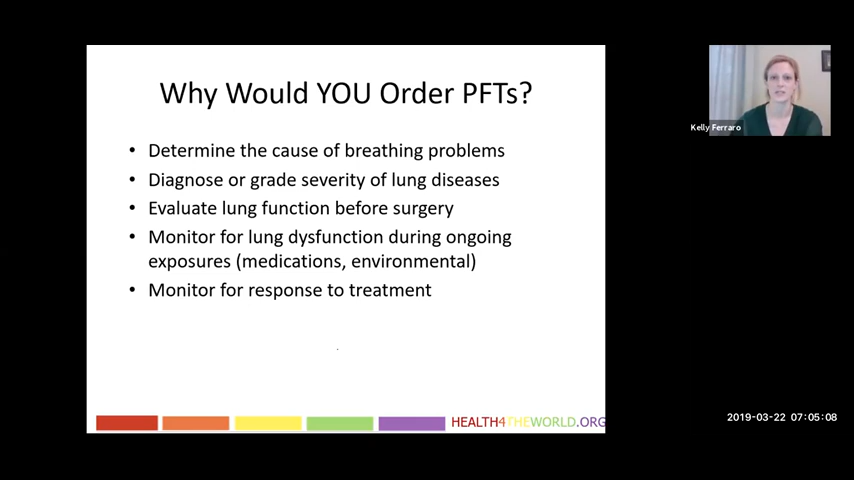 Why Would YOU Order PFTs?
• Determine the cause of breathing problems
• Diagnose or grade severity of lung diseases
• Evaluate lung function before surgery
• Monitor for lung dysfunction during ongoing
exposures (medications, environmental)
• Monitor for response to treatment
HEALTH4THEWORLD.ORG
Kelly Ferraro
2019-03-22 07:05:08